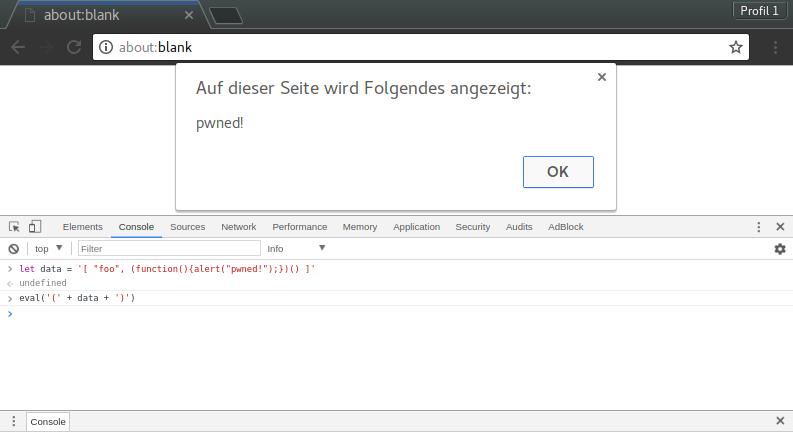 about:blank
Profil 1
about:blank
Auf dieser Seite wird Folgendes angezeigt:
pwned!
OK
Elements Console Sources Network Performance Memory Application Security Audits AdBlock
top Filter Info
let data = '[ "foo", (function(){alert("pwned!");})() ]'
undefined
eval('(' + data + ')')
Console